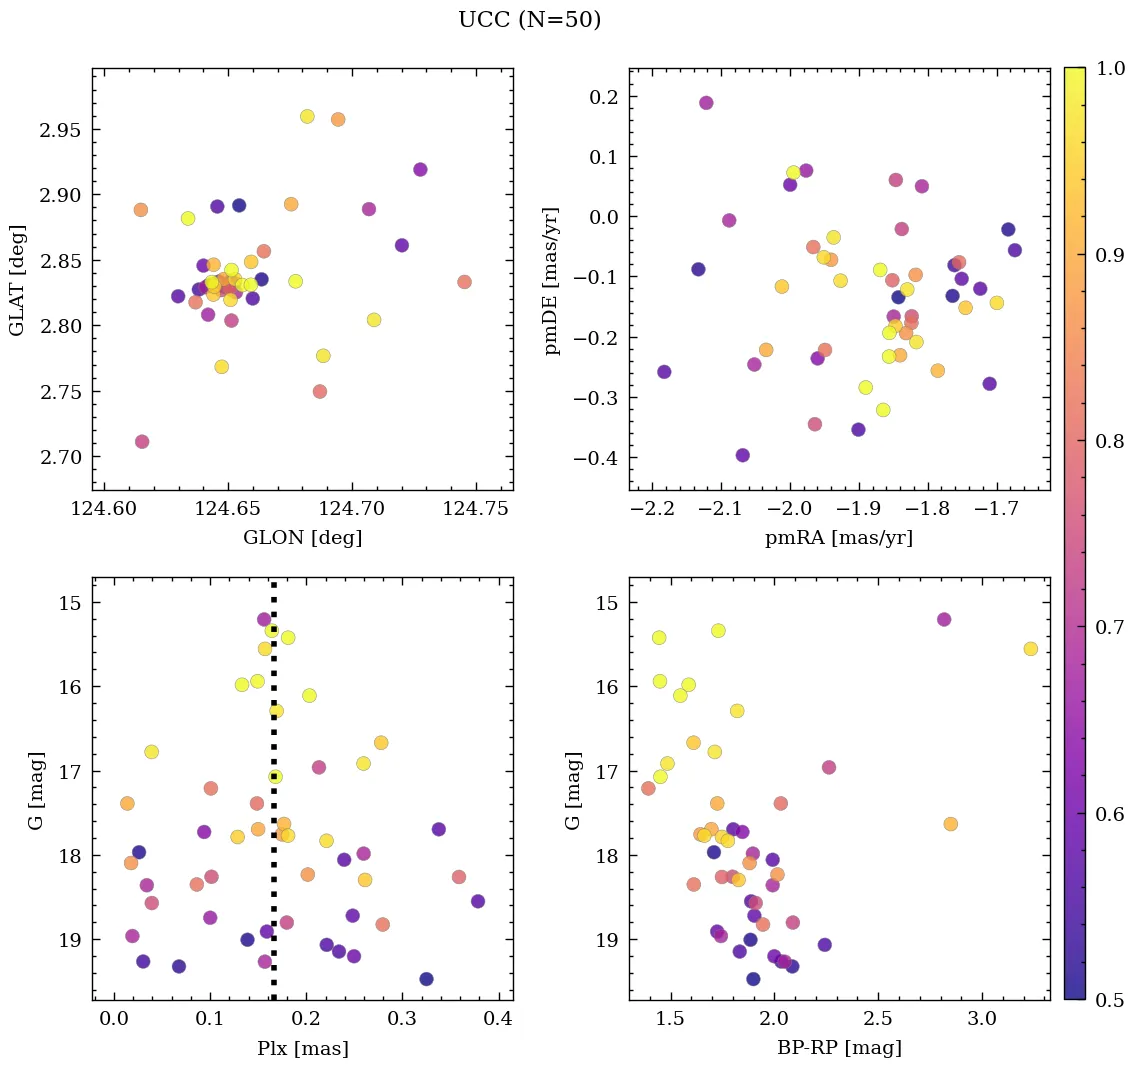 UCC (N=50)
2.95
2.90
2.85
2.80
2.75
2.70
GLAT [deg]
124.60 124.65 124.70 124.75
GLON [deg]
0.2
0.1
0.0
−0.1
−0.2
−0.3
−0.4
pmDE [mas/yr]
−2.2 −2.1 −2.0 −1.9 −1.8 −1.7
pmRA [mas/yr]
15
16
17
18
19
G [mag]
0.0 0.1 0.2 0.3 0.4
Plx [mas]
15
16
17
18
19
G [mag]
1.5 2.0 2.5 3.0
BP-RP [mag]
1.0
0.9
0.8
0.7
0.6
0.5